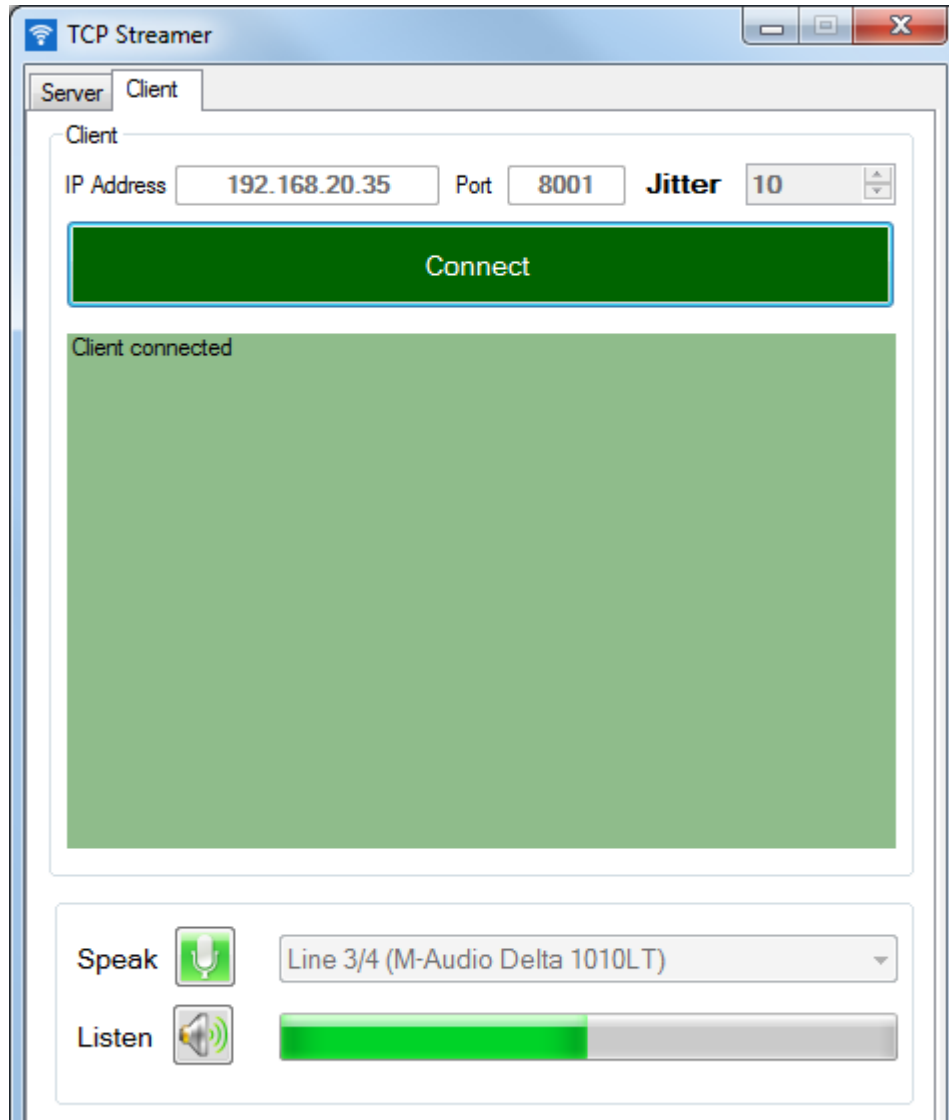 TCP Streamer
Server Client
Client
IP Address 192.168.20.35 Port 8001 Jitter 10
Connect
Client connected
Speak Line 3/4 (M-Audio Delta 1010LT)
Listen